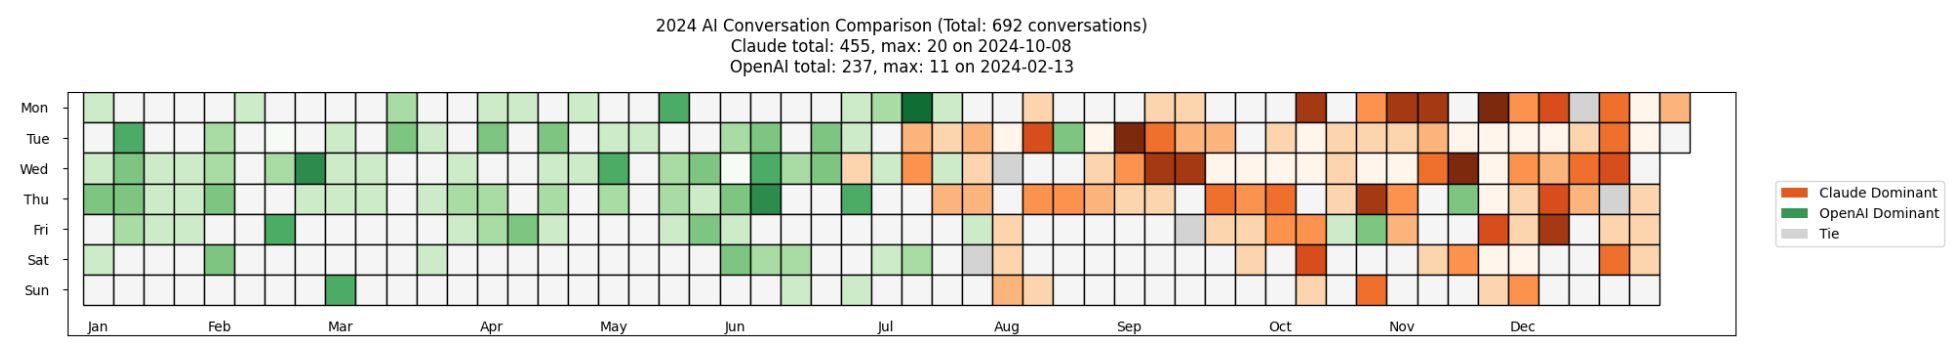 2024 AI Conversation Comparison (Total: 692 conversations)
Claude total: 455, max: 20 on 2024-10-08
OpenAI total: 237, max: 11 on 2024-02-13
Mon
Tue
Wed
Thu
Fri
Sat
Sun
Jan Feb Mar Apr May Jun Jul Aug Sep Oct Nov Dec
Claude Dominant
OpenAI Dominant
Tie